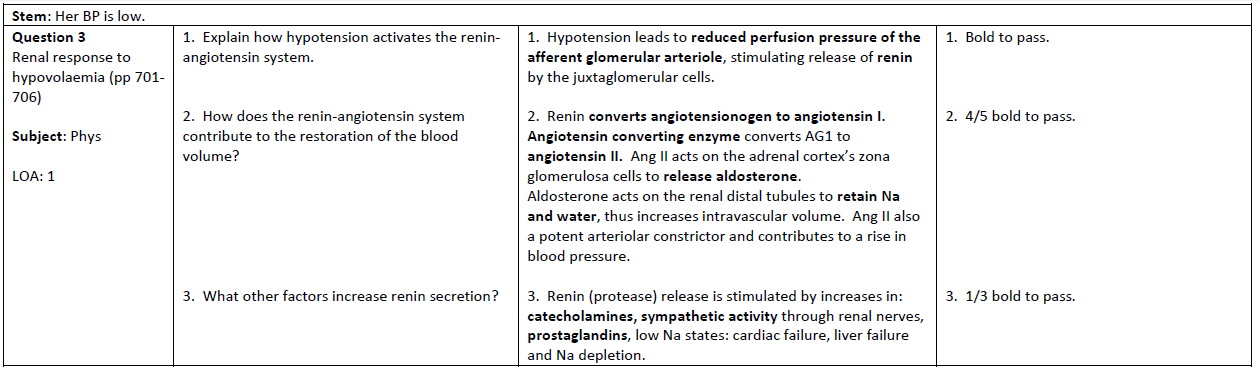 Stem: Her BP is low.
Question 3
Renal response to
hypovolaemia (pp 701-
706)
Subject: Phys
LOA: 1
1. Explain how hypotension activates the renin-
angiotensin system.
2. How does the renin-angiotensin system
contribute to the restoration of the blood
volume?
3. What other factors increase renin secretion?
1. Hypotension leads to reduced perfusion pressure of the
afferent glomerular arteriole, stimulating release of renin
by the juxtaglomerular cells.
2. Renin converts angiotensionogen to angiotensin I.
Angiotensin converting enzyme converts AG1 to
angiotensin II. Ang II acts on the adrenal cortex's zona
glomerulosa cells to release aldosterone.
Aldosterone acts on the renal distal tubules to retain Na
and water, thus increases intravascular volume. Ang II also
a potent arteriolar constrictor and contributes to a rise in
blood pressure.
3. Renin (protease) release is stimulated by increases in:
catecholamines, sympathetic activity through renal nerves,
prostaglandins, low Na states: cardiac failure, liver failure
and Na depletion.
1. Bold to pass.
2. 4/5 bold to pass.
3. 1/3 bold to pass.